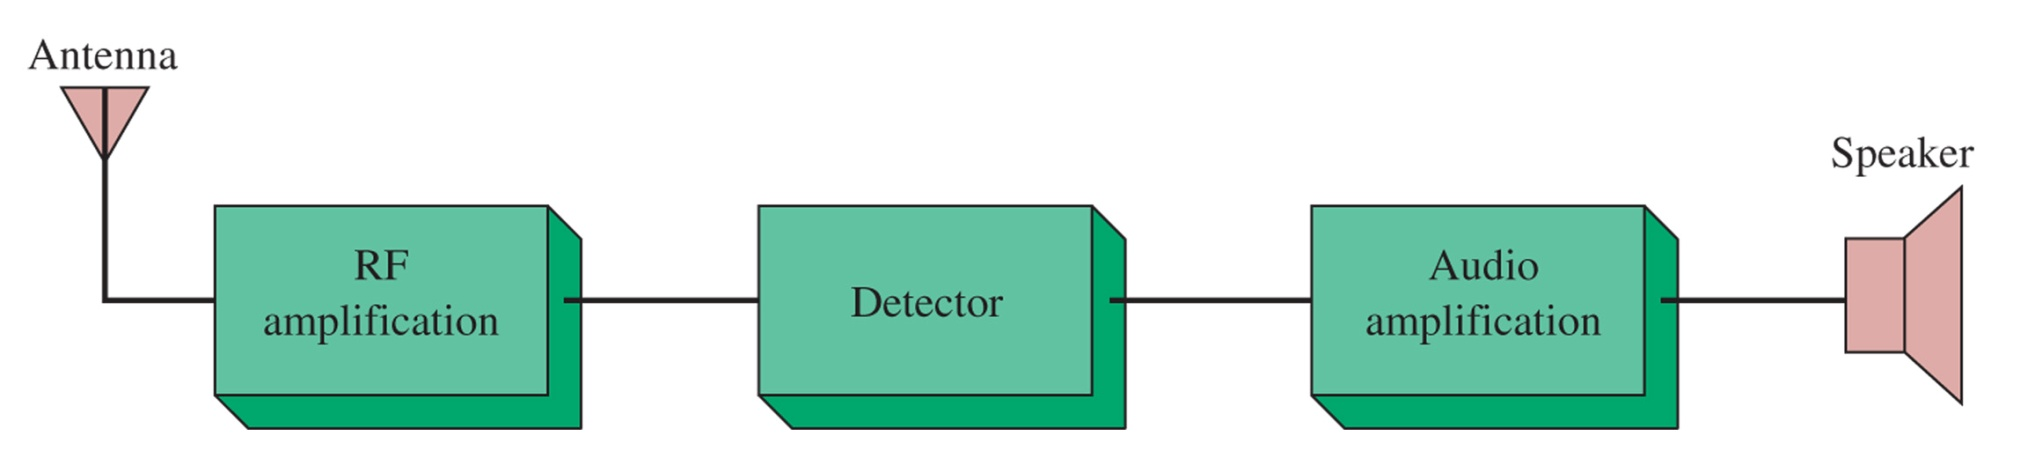 Antenna
RF
amplification
Detector
Audio
amplification
Speaker